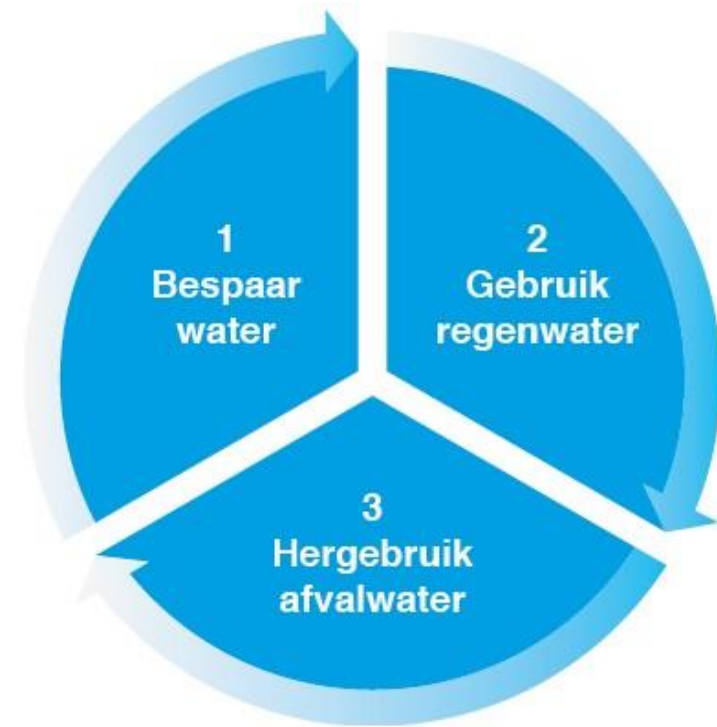 1
Bespaar
water
2
Gebruik
regenwater
3
Hergebruik
afvalwater